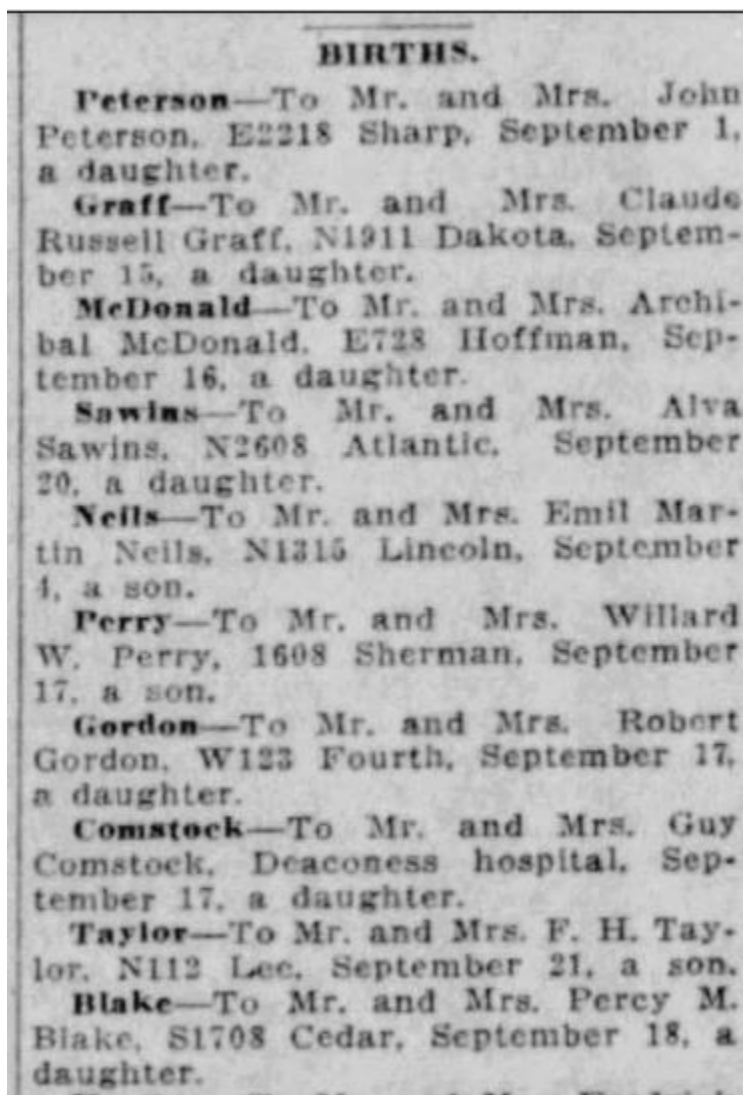 BIRTHS.
Peterson—To Mr. and Mrs. John
Peterson, E2218 Sharp, September 1,
a daughter.
Graff—To Mr. and Mrs. Claude
Russell Graff, N1911 Dakota, Septem-
ber 15, a daughter.
McDonald—To Mr. and Mrs. Archi-
bal McDonald, E728 Hoffman, Sep-
tember 16, a daughter.
Sawins—To Mr. and Mrs. Alva
Sawins, N2608 Atlantic, September
20, a daughter.
Neils—To Mr. and Mrs. Emil Mar-
tin Neils, N1315 Lincoln, September
4, a son.
Perry—To Mr. and Mrs. Willard
W. Perry, 1608 Sherman, September
17, a son.
Gordon—To Mr. and Mrs. Robert
Gordon, W123 Fourth, September 17,
a daughter.
Comstock—To Mr. and Mrs. Guy
Comstock, Deaconess hospital, Sep-
tember 17, a daughter.
Taylor—To Mr. and Mrs. F. H. Tay-
lor, N112 Lee, September 21, a son.
Blake—To Mr. and Mrs. Percy M.
Blake, S1708 Cedar, September 18, a
daughter.